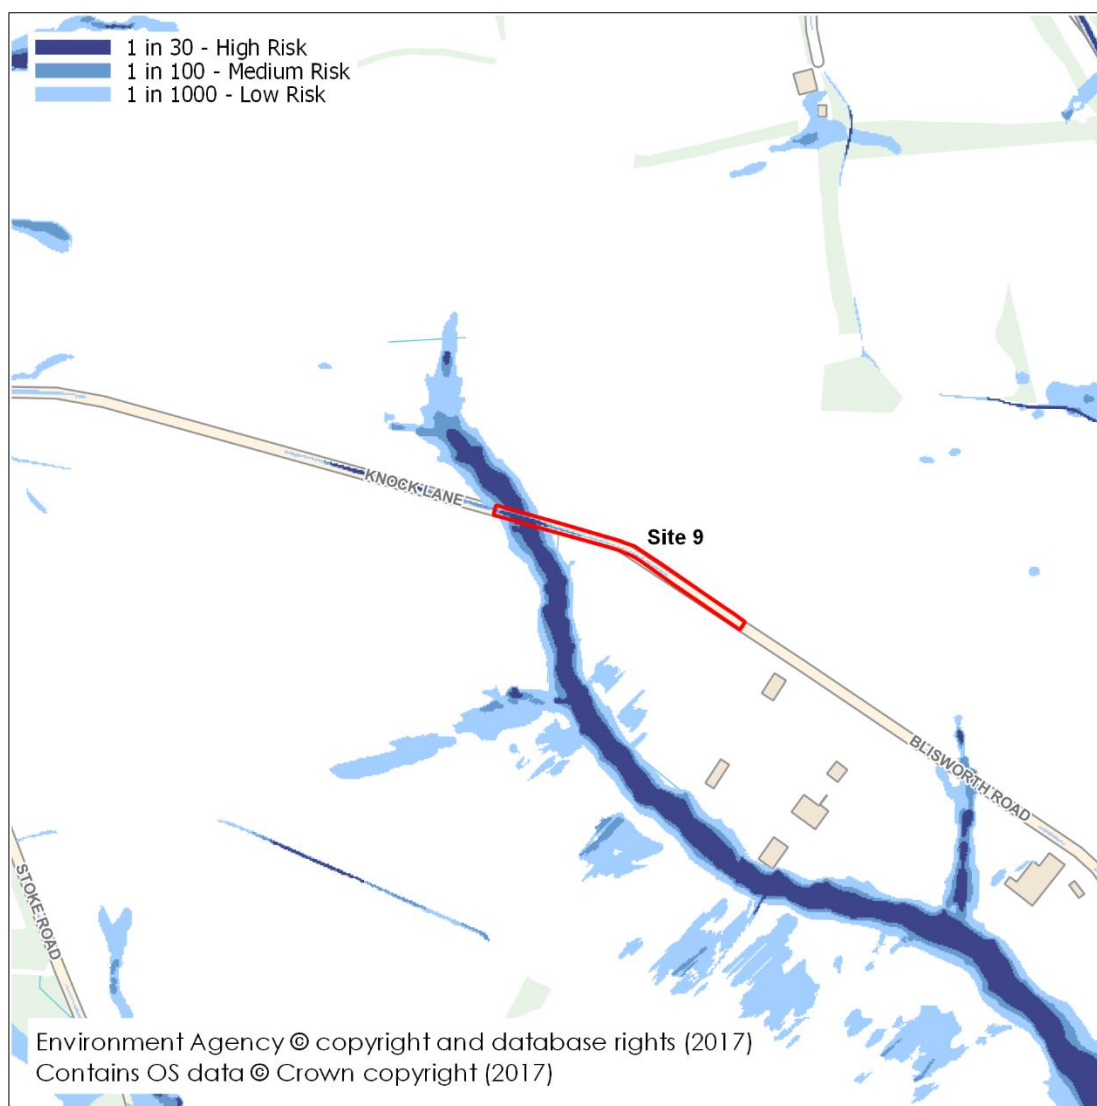 1 in 30 - High Risk
1 in 100 - Medium Risk
1 in 1000 - Low Risk
KNOCK LANE
Site 9
BLISWORTH ROAD
STOKE ROAD
Environment Agency © copyright and database rights (2017)
Contains OS data © Crown copyright (2017)